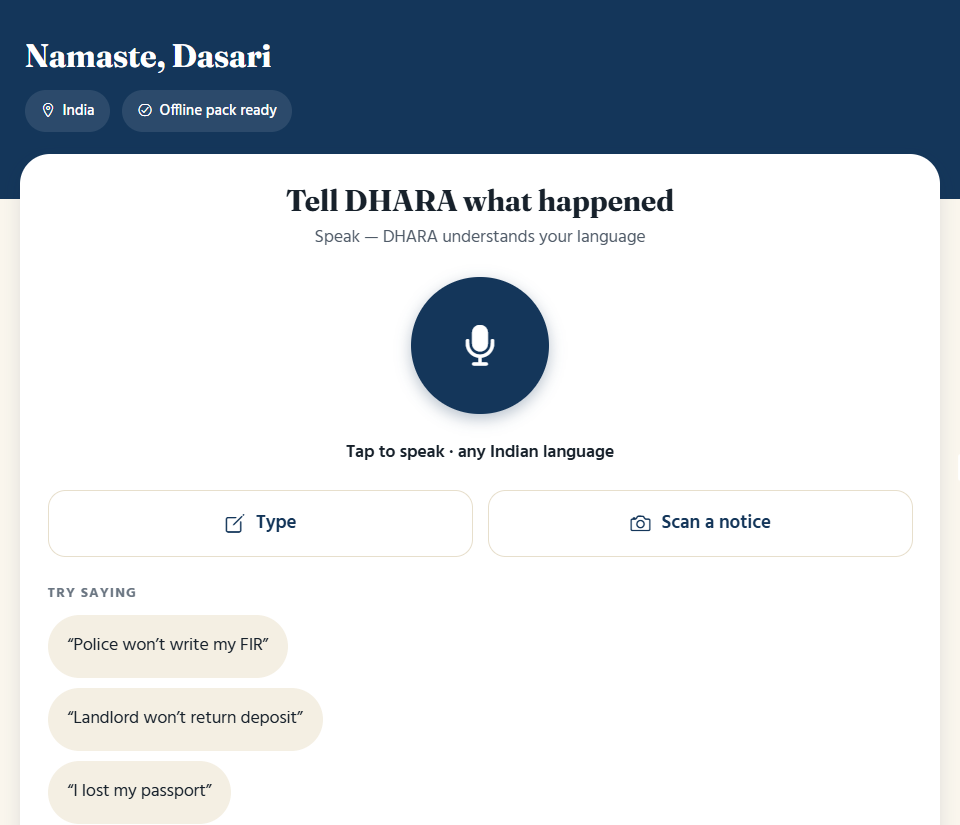 Namaste, Dasari
India
Offline pack ready
Tell DHARA what happened
Speak — DHARA understands your language
Tap to speak · any Indian language
Type
Scan a notice
TRY SAYING
“Police won’t write my FIR”
“Landlord won’t return deposit”
“I lost my passport”